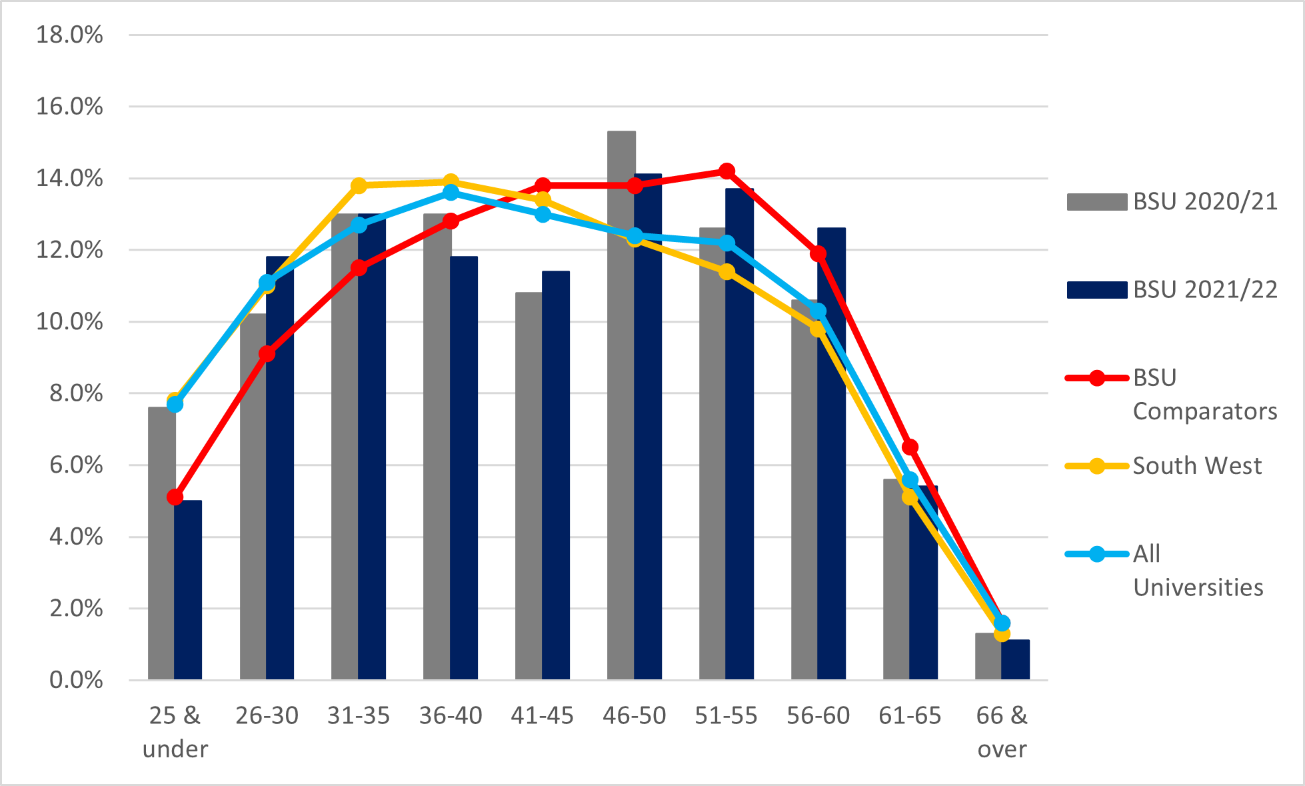 18.0%
16.0%
14.0%
12.0%
10.0%
8.0%
6.0%
4.0%
2.0%
0.0%
25 &
under
26-30
31-35
36-40
41-45
46-50
51-55
56-60
61-65
66 &
over
BSU 2020/21
BSU 2021/22
BSU
Comparators
South West
All
Universities